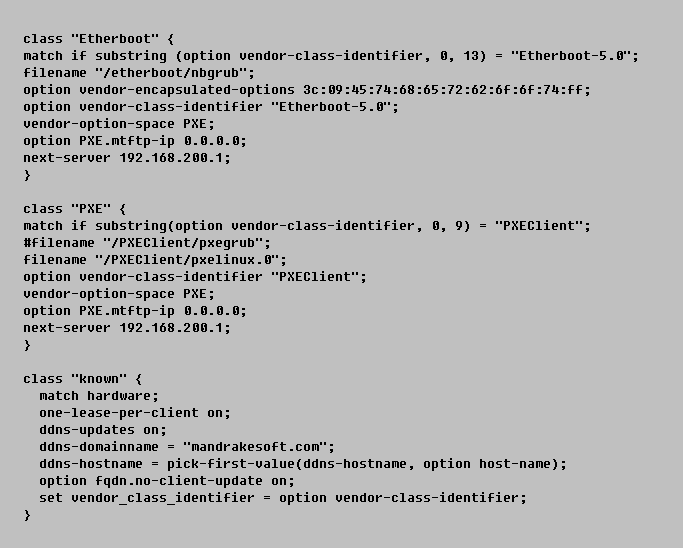 class "Etherboot" {
match if substring (option vendor-class-identifier, 0, 13) = "Etherboot-5.0";
filename "/etherboot/nbgrub";
option vendor-encapsulated-options 3c:09:45:74:68:65:72:62:6f:6f:74:ff;
option vendor-class-identifier "Etherboot-5.0";
vendor-option-space PXE;
option PXE.mtftp-ip 0.0.0.0;
next-server 192.168.200.1;
}

class "PXE" {
match if substring(option vendor-class-identifier, 0, 9) = "PXEClient";
#filename "/PXEClient/pxegrub";
filename "/PXEClient/pxelinux.0";
option vendor-class-identifier "PXEClient";
vendor-option-space PXE;
option PXE.mtftp-ip 0.0.0.0;
next-server 192.168.200.1;
}

class "known" {
  match hardware;
  one-lease-per-client on;
  ddns-updates on;
  ddns-domainname = "mandrakesoft.com";
  ddns-hostname = pick-first-value(ddns-hostname, option host-name);
  option fqdn.no-client-update on;
  set vendor_class_identifier = option vendor-class-identifier;
}